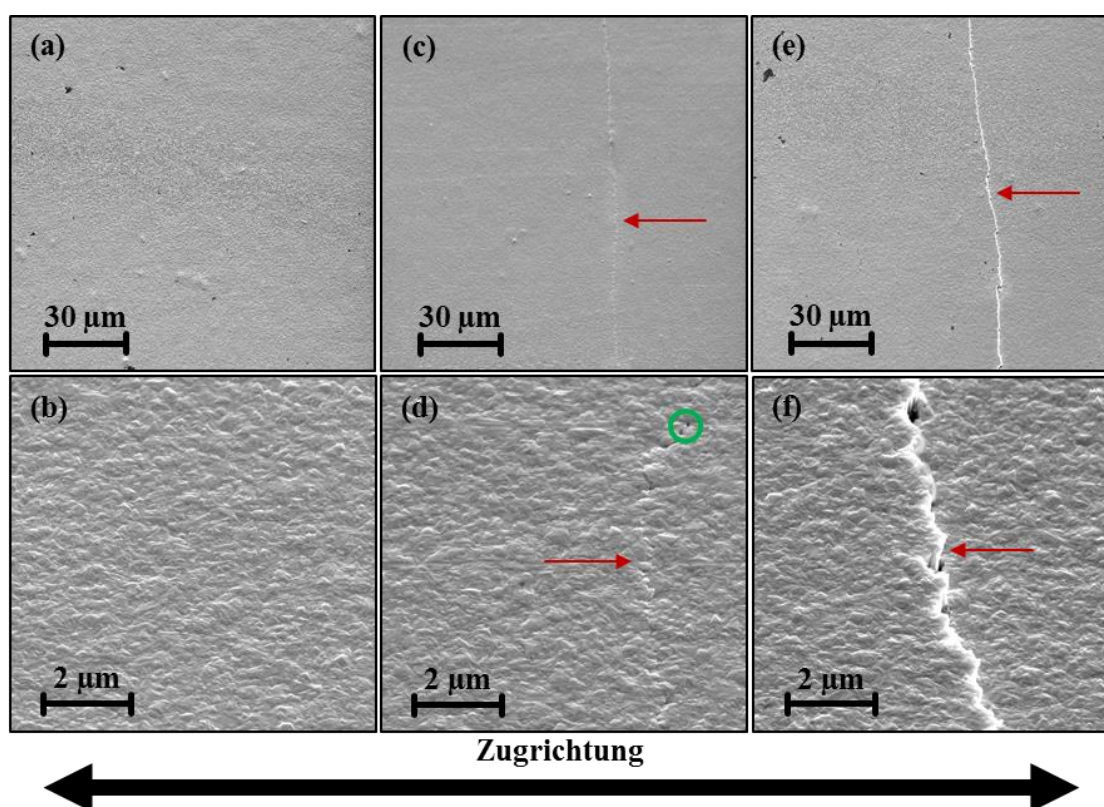 (a)
(c)
(e)
30 µm
30 µm
30 µm
(b)
(d)
(f)
2 µm
2 µm
2 µm
Zugrichtung